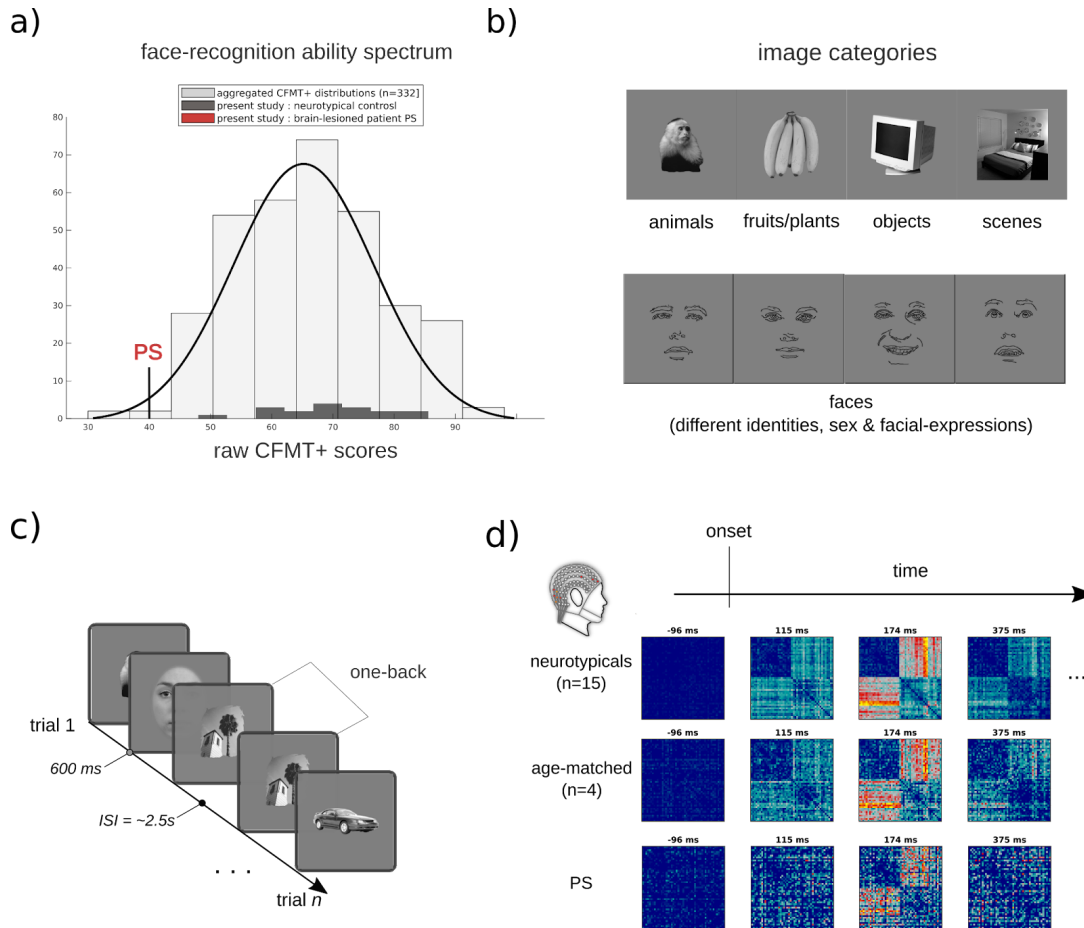 a)
face-recognition ability spectrum
aggregated CFMT+ distributions (n=332]
present study : neurotypical controsl
present study : brain-lesioned patient PS
80
70
60
50
40
30
20
10
0
PS
30
40
50
60
70
80
90
raw CFMT+ scores
b)
image categories
animals
fruits/plants
objects
scenes
faces
(different identities, sex & facial-expressions)
c)
one-back
trial 1
600 ms
ISI = ~2.5s
. . .
trial n
d)
onset
time
neurotypicals
(n=15)
-96 ms
115 ms
174 ms
375 ms
...
age-matched
(n=4)
-96 ms
115 ms
174 ms
375 ms
PS
-96 ms
115 ms
174 ms
375 ms